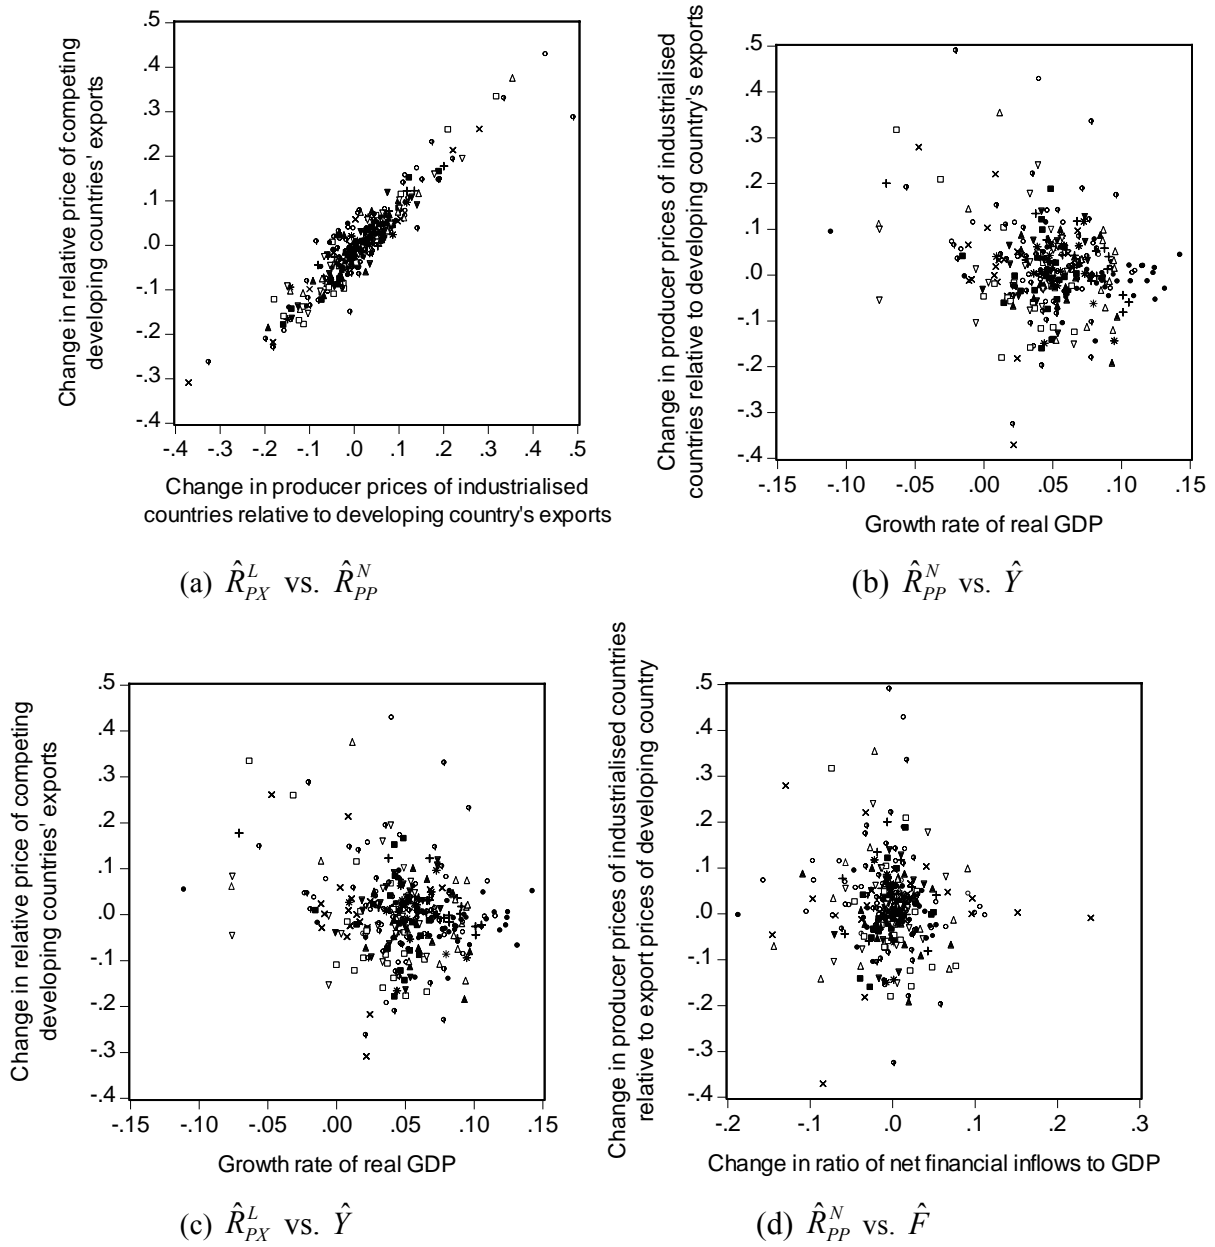 Change in relative price of competing
developing countries' exports
.5
.4
.3
.2
.1
.0
-.1
-.2
-.3
-.4
-.4 -.3 -.2 -.1 .0 .1 .2 .3 .4 .5
Change in producer prices of industrialised
countries relative to developing country's exports
(a) R̂ᴸ_PX vs. R̂ᴺ_PP
Change in producer prices of industrialised
countries relative to developing country's exports
.5
.4
.3
.2
.1
.0
-.1
-.2
-.3
-.4
-.15 -.10 -.05 .00 .05 .10 .15
Growth rate of real GDP
(b) R̂ᴺ_PP vs. Ŷ
Change in relative price of competing
developing countries' exports
.5
.4
.3
.2
.1
.0
-.1
-.2
-.3
-.4
-.15 -.10 -.05 .00 .05 .10 .15
Growth rate of real GDP
(c) R̂ᴸ_PX vs. Ŷ
Change in producer prices of industrialised countries
relative to export prices of developing country
.5
.4
.3
.2
.1
.0
-.1
-.2
-.3
-.4
-.2 -.1 .0 .1 .2 .3
Change in ratio of net financial inflows to GDP
(d) R̂ᴺ_PP vs. F̂